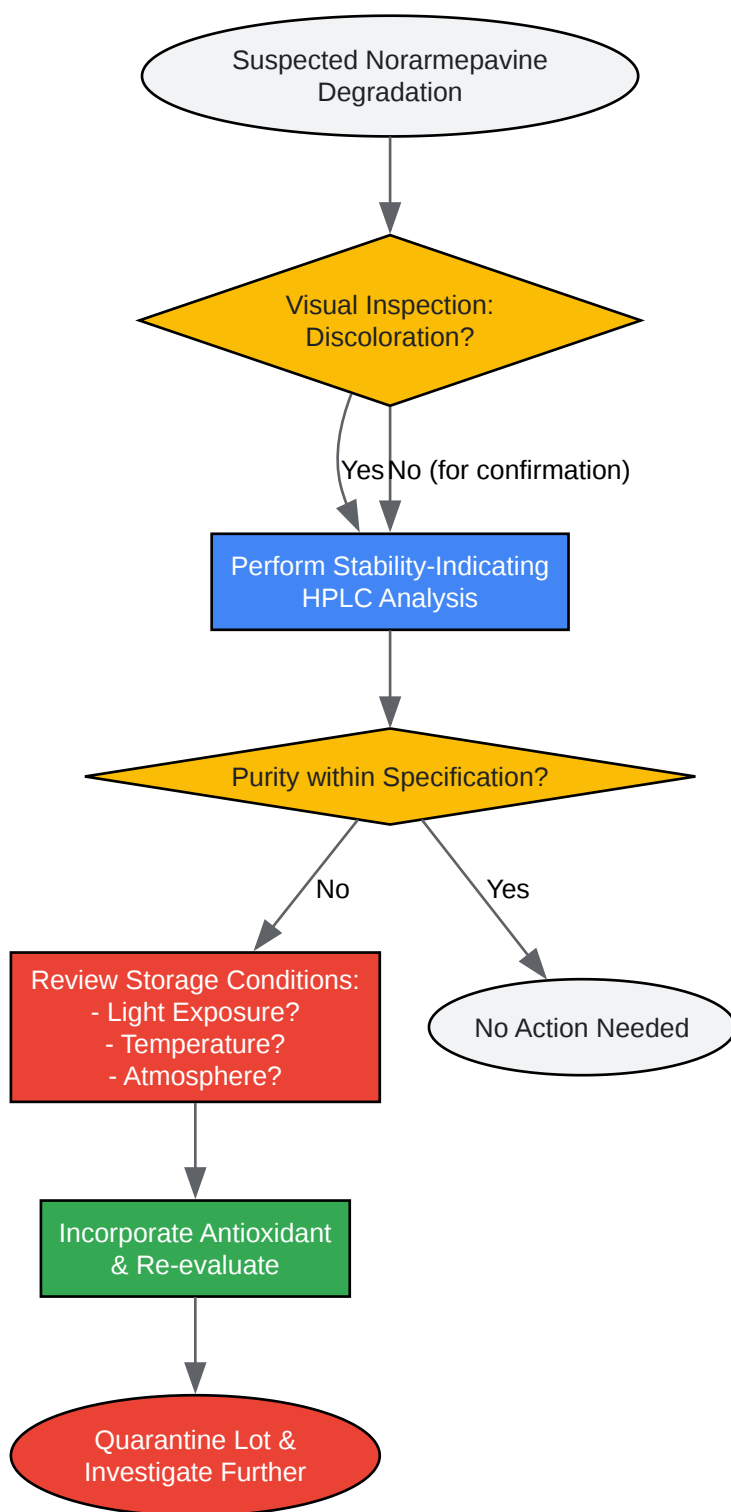 Suspected Norarmepavine
Degradation
Visual Inspection:
Discoloration?
Yes
No (for confirmation)
Perform Stability-Indicating
HPLC Analysis
Purity within Specification?
No
Yes
Review Storage Conditions:
- Light Exposure?
- Temperature?
- Atmosphere?
No Action Needed
Incorporate Antioxidant
& Re-evaluate
Quarantine Lot &
Investigate Further